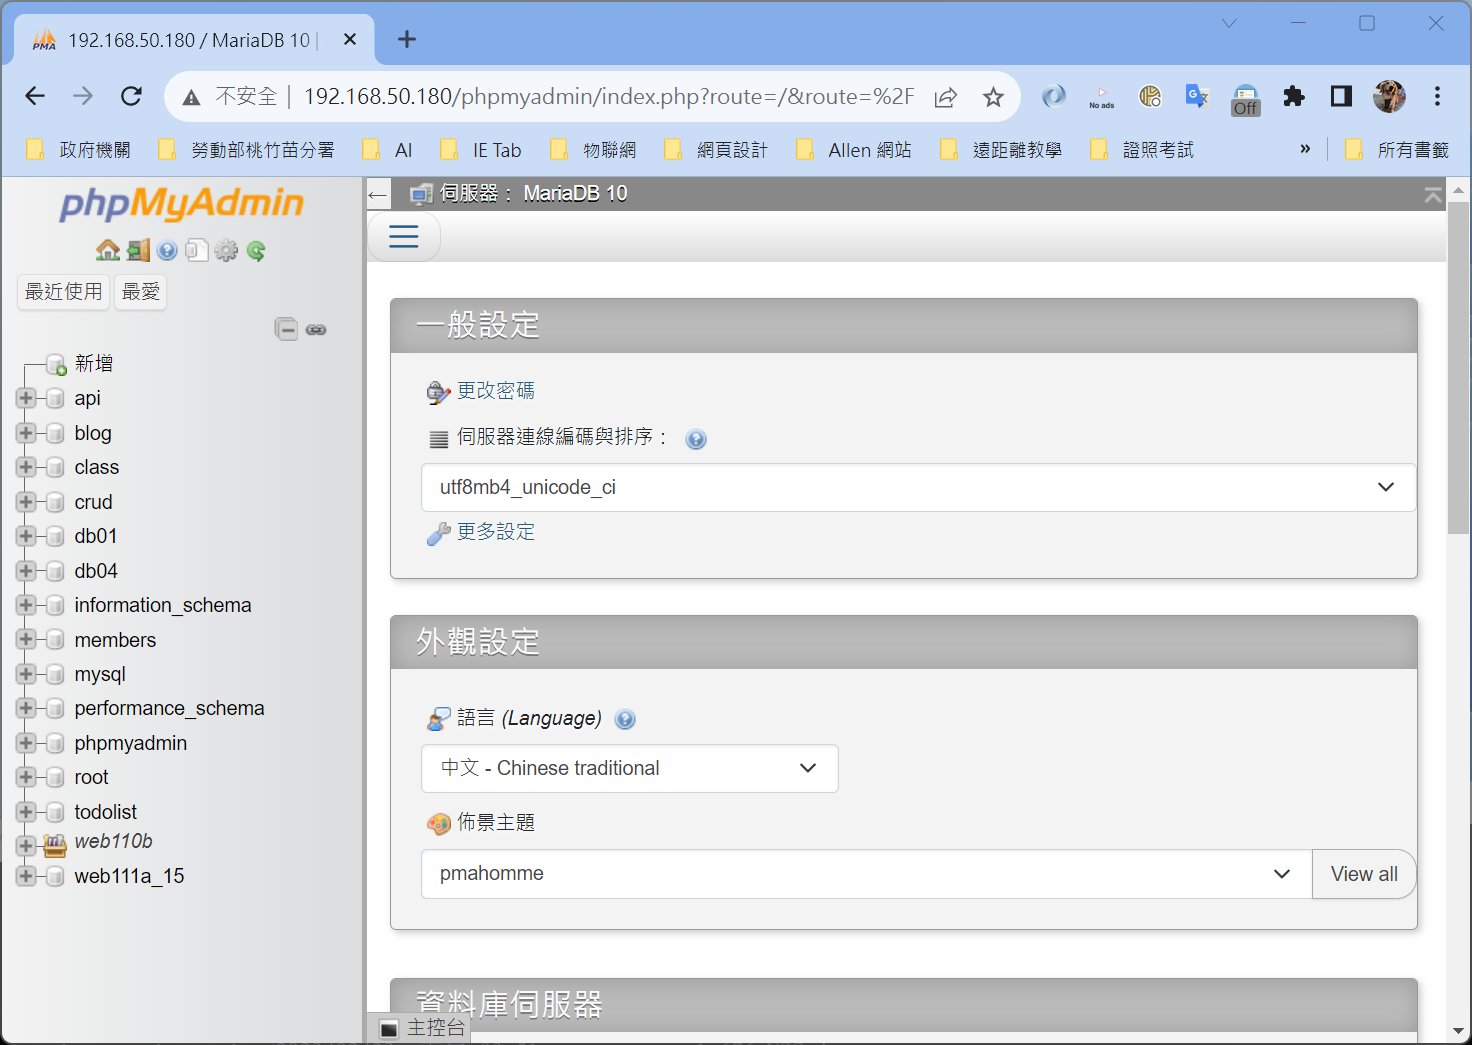 PMA 192.168.50.180 / MariaDB 10
不安全 192.168.50.180/phpmyadmin/index.php?route=/&route=%2F
No ads
Off
政府機關 勞動部桃竹苗分署 AI IE Tab 物聯網 網頁設計 Allen 網站 遠距離教學 證照考試 » 所有書籤
phpMyAdmin
最近使用 最愛
新增
api
blog
class
crud
db01
db04
information_schema
members
mysql
performance_schema
phpmyadmin
root
todolist
web110b
web111a_15
伺服器： MariaDB 10
一般設定
更改密碼
伺服器連線編碼與排序：
utf8mb4_unicode_ci
更多設定
外觀設定
語言 (Language)
中文 - Chinese traditional
佈景主題
pmahomme
View all
資料庫伺服器
主控台